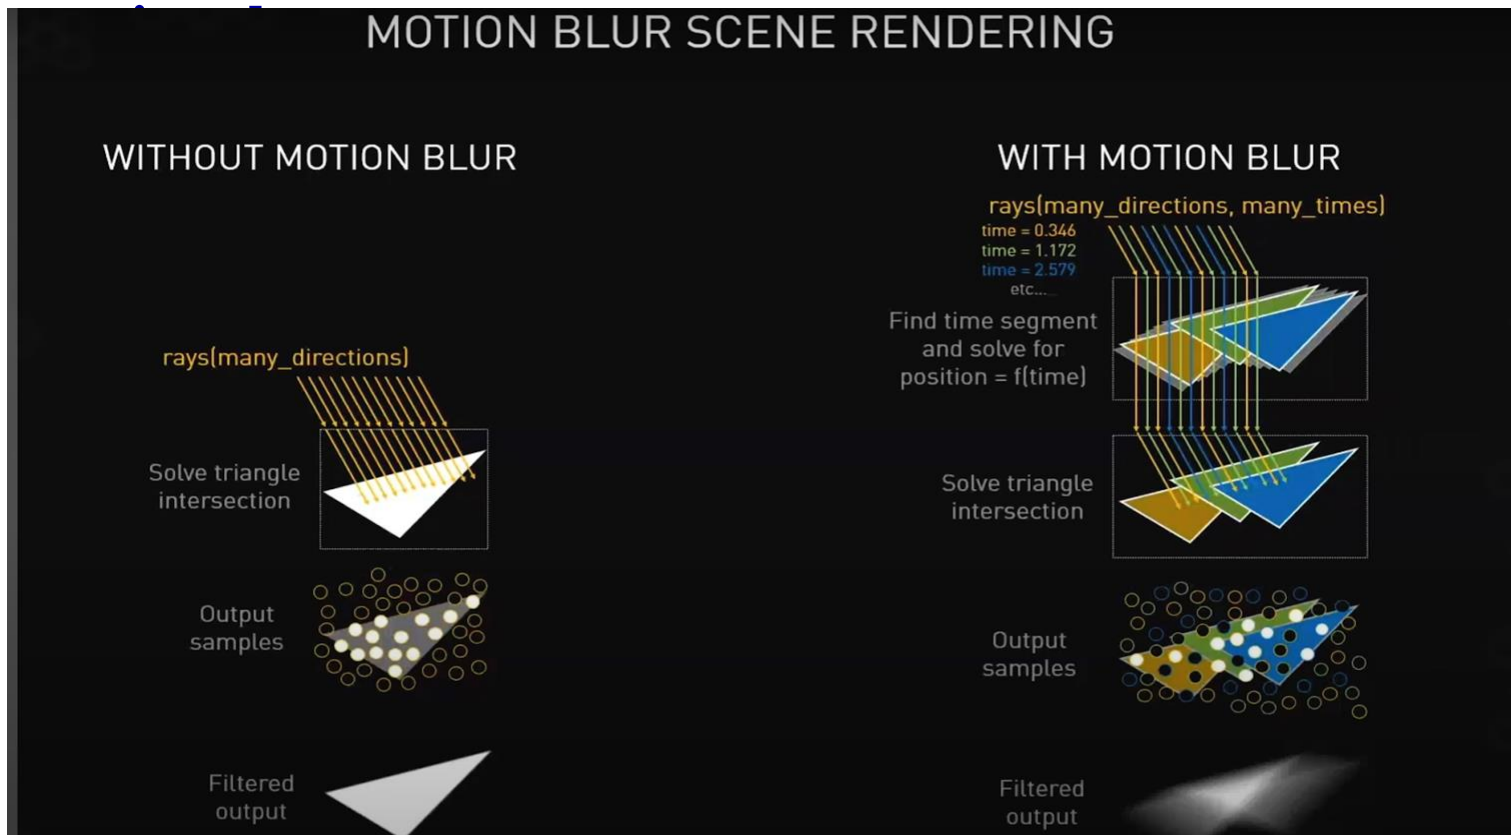 MOTION BLUR SCENE RENDERING
WITHOUT MOTION BLUR
rays(many_directions)
Solve triangle
intersection
Output
samples
Filtered
output
WITH MOTION BLUR
rays(many_directions, many_times)
time = 0.346
time = 1.172
time = 2.579
etc...
Find time segment
and solve for
position = f(time)
Solve triangle
intersection
Output
samples
Filtered
output